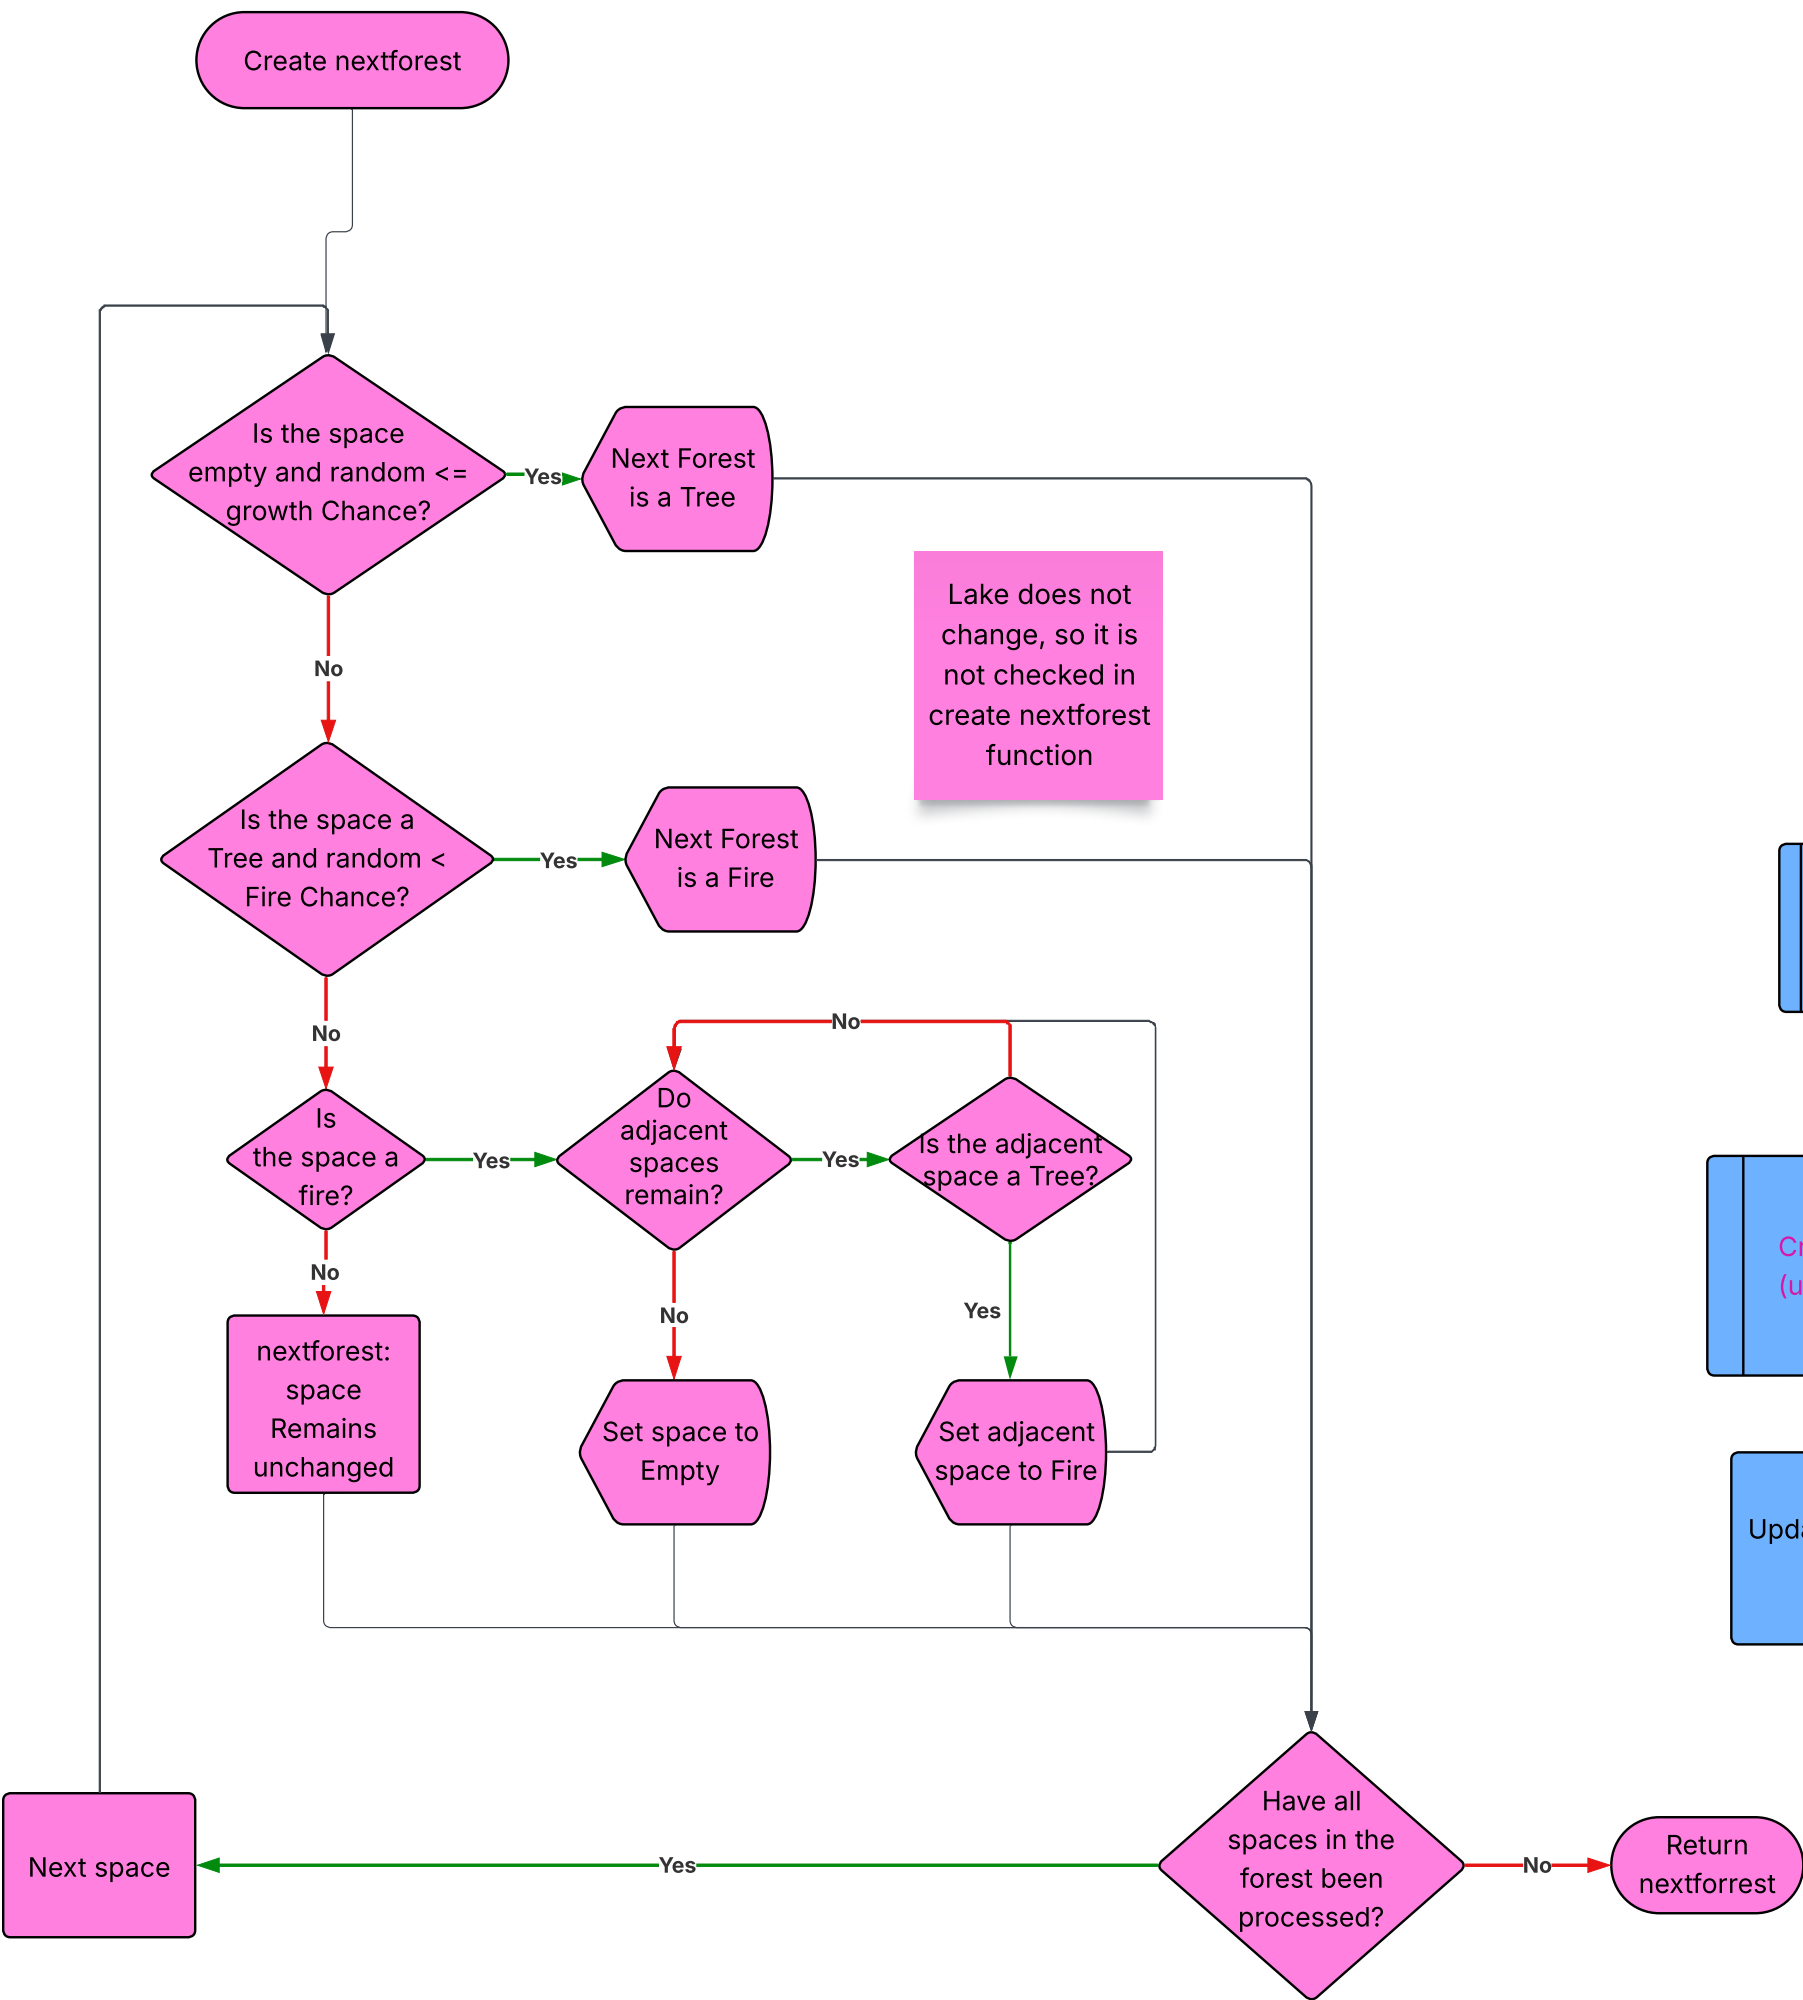 Create nextforest
Is the space
empty and random <=
growth Chance?
Yes
Next Forest
is a Tree
Lake does not
change, so it is
not checked in
create nextforest
function
No
Is the space a
Tree and random <
Fire Chance?
Yes
Next Forest
is a Fire
No
No
Is
the space a
fire?
Yes
Do
adjacent
spaces
remain?
Yes
Is the adjacent
space a Tree?
No
No
Yes
nextforest:
space
Remains
unchanged
Set space to
Empty
Set adjacent
space to Fire
Next space
Yes
Have all
spaces in the
forest been
processed?
No
Return
nextforrest